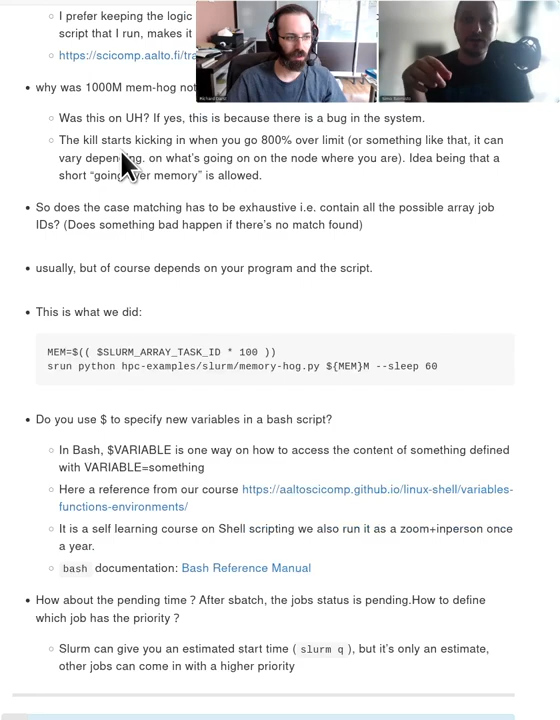 I prefer keeping the logic
script that I run, makes it
https://scicomp.aalto.fi/tra
why was 1000M mem-hog not
Was this on UH? If yes, this is because there is a bug in the system.
The kill starts kicking in when you go 800% over limit (or something like that, it can
vary depending. on what's going on on the node where you are). Idea being that a
short "going over memory" is allowed.
So does the case matching has to be exhaustive i.e. contain all the possible array job
IDs? (Does something bad happen if there's no match found)
usually, but of course depends on your program and the script.
This is what we did:
MEM=$(( $SLURM_ARRAY_TASK_ID * 100 ))
srun python hpc-examples/slurm/memory-hog.py ${MEM}M --sleep 60
Do you use $ to specify new variables in a bash script?
In Bash, $VARIABLE is one way on how to access the content of something defined
with VARIABLE=something
Here a reference from our course https://aaltoscicomp.github.io/linux-shell/variables-
functions-environments/
It is a self learning course on Shell scripting we also run it as a zoom+inperson once
a year.
bash documentation: Bash Reference Manual
How about the pending time？After sbatch, the jobs status is pending.How to define
which job has the priority？
Slurm can give you an estimated start time ( slurm q ), but it's only an estimate,
other jobs can come in with a higher priority